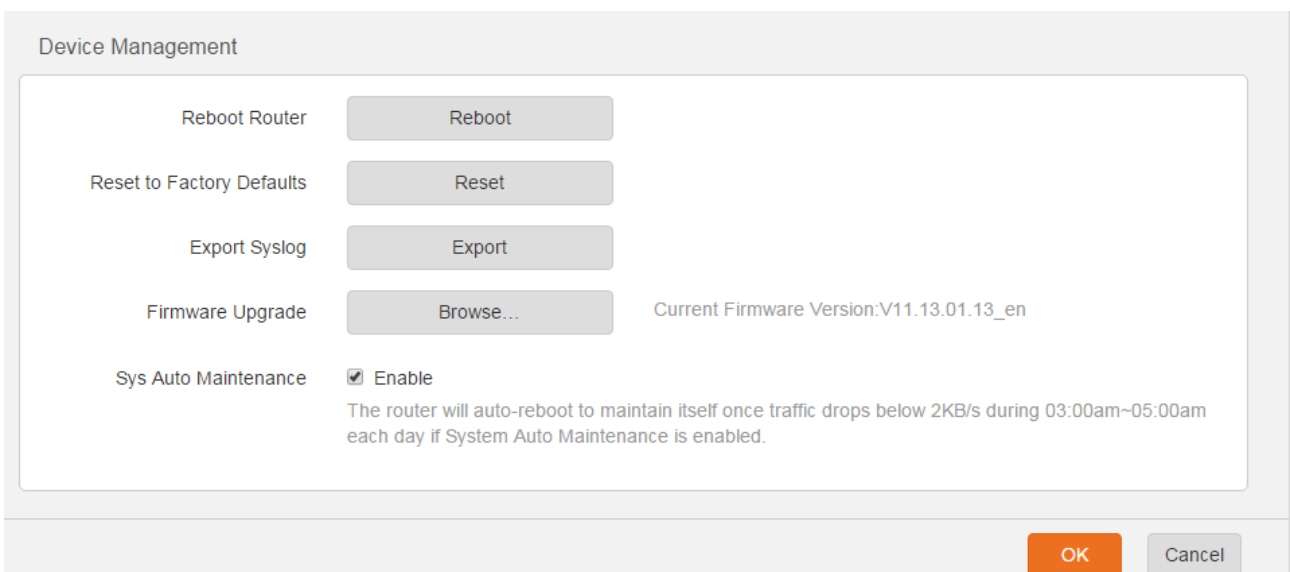 Device Management
Reboot Router Reboot
Reset to Factory Defaults Reset
Export Syslog Export
Firmware Upgrade Browse... Current Firmware Version:V11.13.01.13_en
Sys Auto Maintenance Enable
The router will auto-reboot to maintain itself once traffic drops below 2KB/s during 03:00am~05:00am
each day if System Auto Maintenance is enabled.
OK Cancel